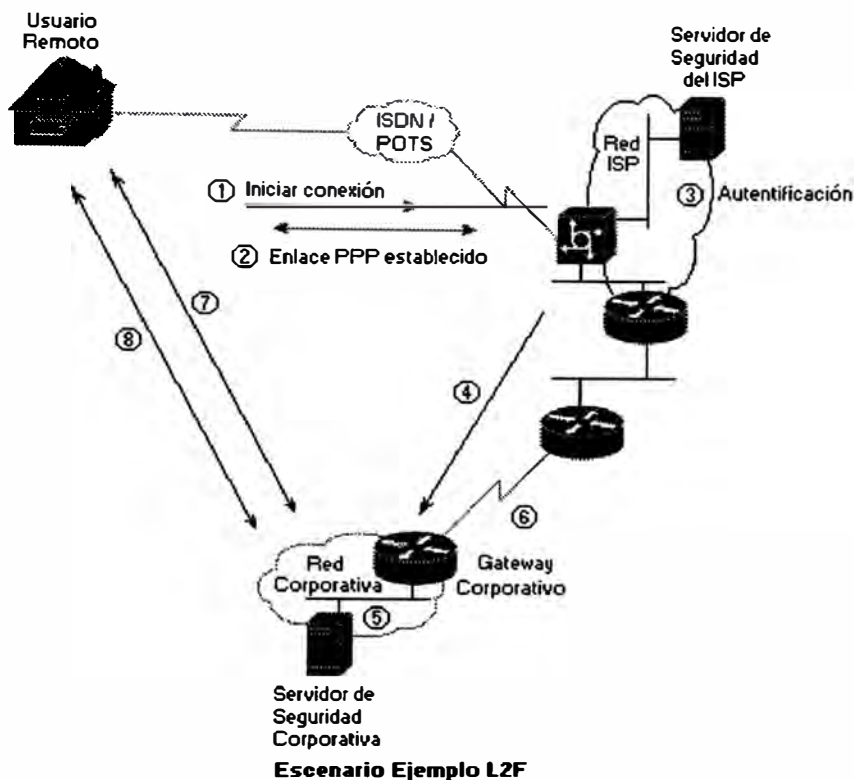 Usuario
Remoto
Servidor de
Seguridad
del ISP
ISDN /
POTS
Red
ISP
① Iniciar conexión
③ Autentificación
② Enlace PPP establecido
⑦
⑧
④
⑥
Red
Corporativa
Gateway
Corporativo
⑤
Servidor de
Seguridad
Corporativa
Escenario Ejemplo L2F